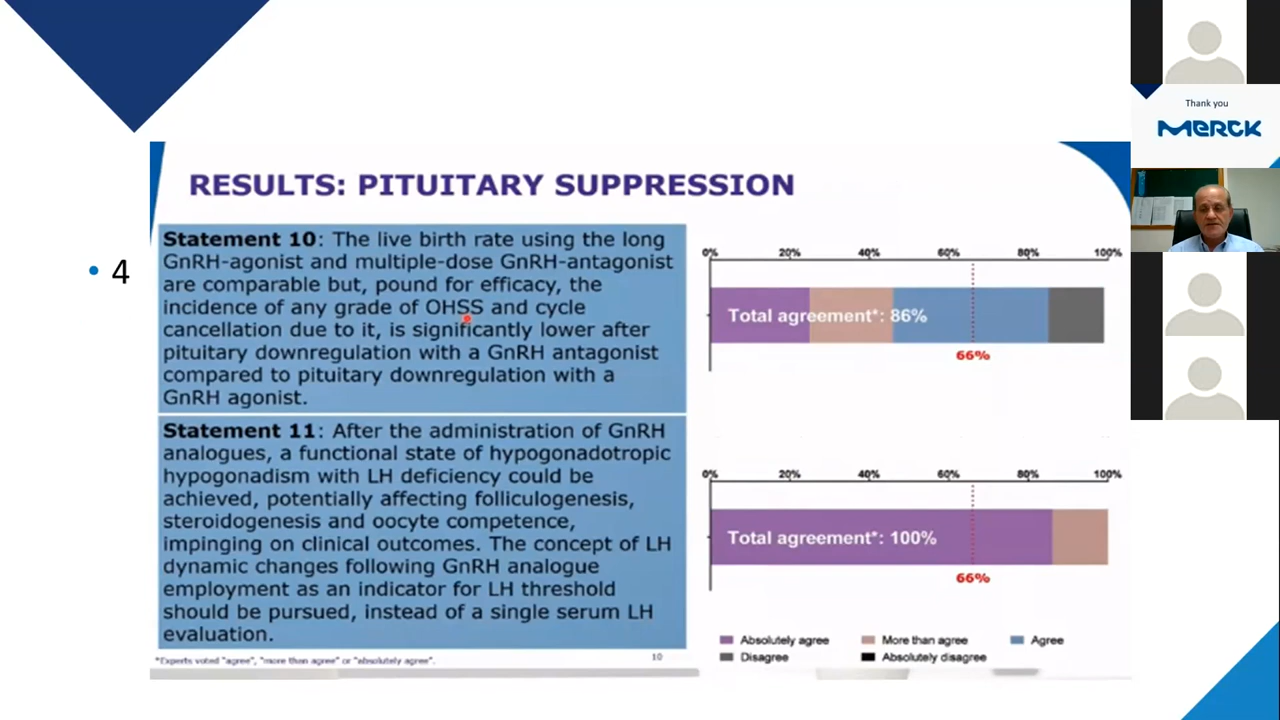 Thank you
MERCK
RESULTS: PITUITARY SUPPRESSION
• 4
Statement 10: The live birth rate using the long
GnRH-agonist and multiple-dose GnRH-antagonist
are comparable but, pound for efficacy, the
incidence of any grade of OHSS and cycle
cancellation due to it, is significantly lower after
pituitary downregulation with a GnRH antagonist
compared to pituitary downregulation with a
GnRH agonist.
0% 20% 40% 60% 80% 100%
Total agreement*: 86%
66%
Statement 11: After the administration of GnRH
analogues, a functional state of hypogonadotropic
hypogonadism with LH deficiency could be
achieved, potentially affecting folliculogenesis,
steroidogenesis and oocyte competence,
impinging on clinical outcomes. The concept of LH
dynamic changes following GnRH analogue
employment as an indicator for LH threshold
should be pursued, instead of a single serum LH
evaluation.
0% 20% 40% 60% 80% 100%
Total agreement*: 100%
66%
Absolutely agree More than agree Agree
Disagree Absolutely disagree
*Experts voted "agree", "more than agree" or "absolutely agree".
10